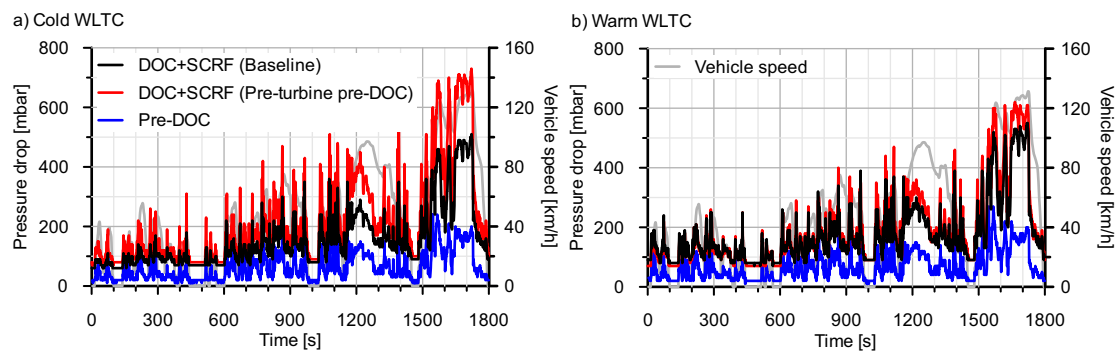 a) Cold WLTC
800
600
400
200
0
Pressure drop [mbar]
DOC+SCRF (Baseline)
DOC+SCRF (Pre-turbine pre-DOC)
Pre-DOC
160
120
80
40
0
Vehicle speed [Km/h]
0 300 600 900 1200 1500 1800
Time [s]
b) Warm WLTC
800
600
400
200
0
Pressure drop [mbar]
Vehicle speed
160
120
80
40
0
Vehicle speed [Km/h]
0 300 600 900 1200 1500 1800
Time [s]